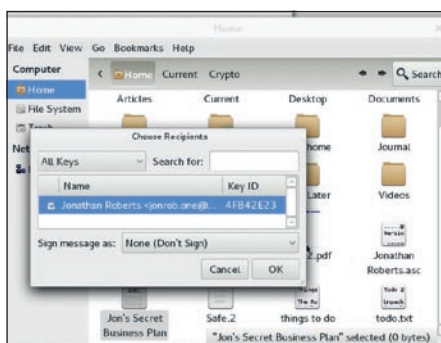 Home
File Edit View Go Bookmarks Help
Computer
Home
Current
Crypto
Search
Home
File System
Articles
Current
Desktop
Documents
Choose Recipients
All Keys
Search for:
Name
Key ID
Jonathan Roberts <jonrob.one@...
4FB42E23
Sign message as:
None (Don't Sign)
Cancel
OK
home
Journal
Later
Videos
2.pdf
Jonathan
Roberts.asc
Jon's Secret
Business Plan
Safe.2
things to do
todo.txt
"Jon's Secret Business Plan" selected (0 bytes)